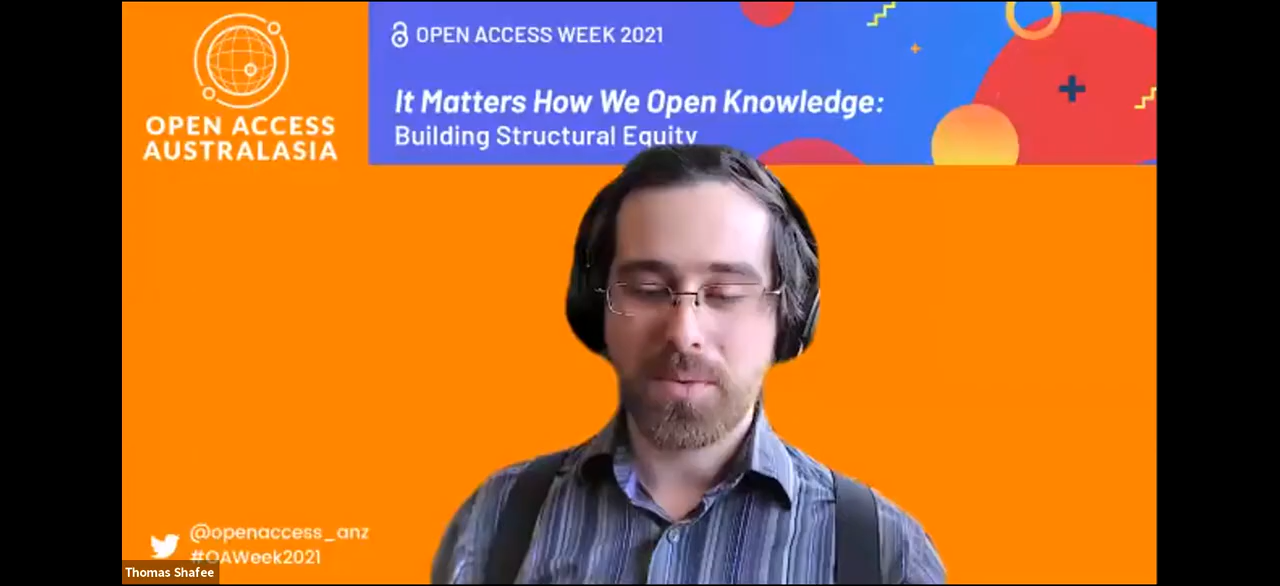 OPEN ACCESS
AUSTRALASIA
OPEN ACCESS WEEK 2021
It Matters How We Open Knowledge:
Building Structural Equity
@openaccess_anz
#OAWeek2021
Thomas Shafee